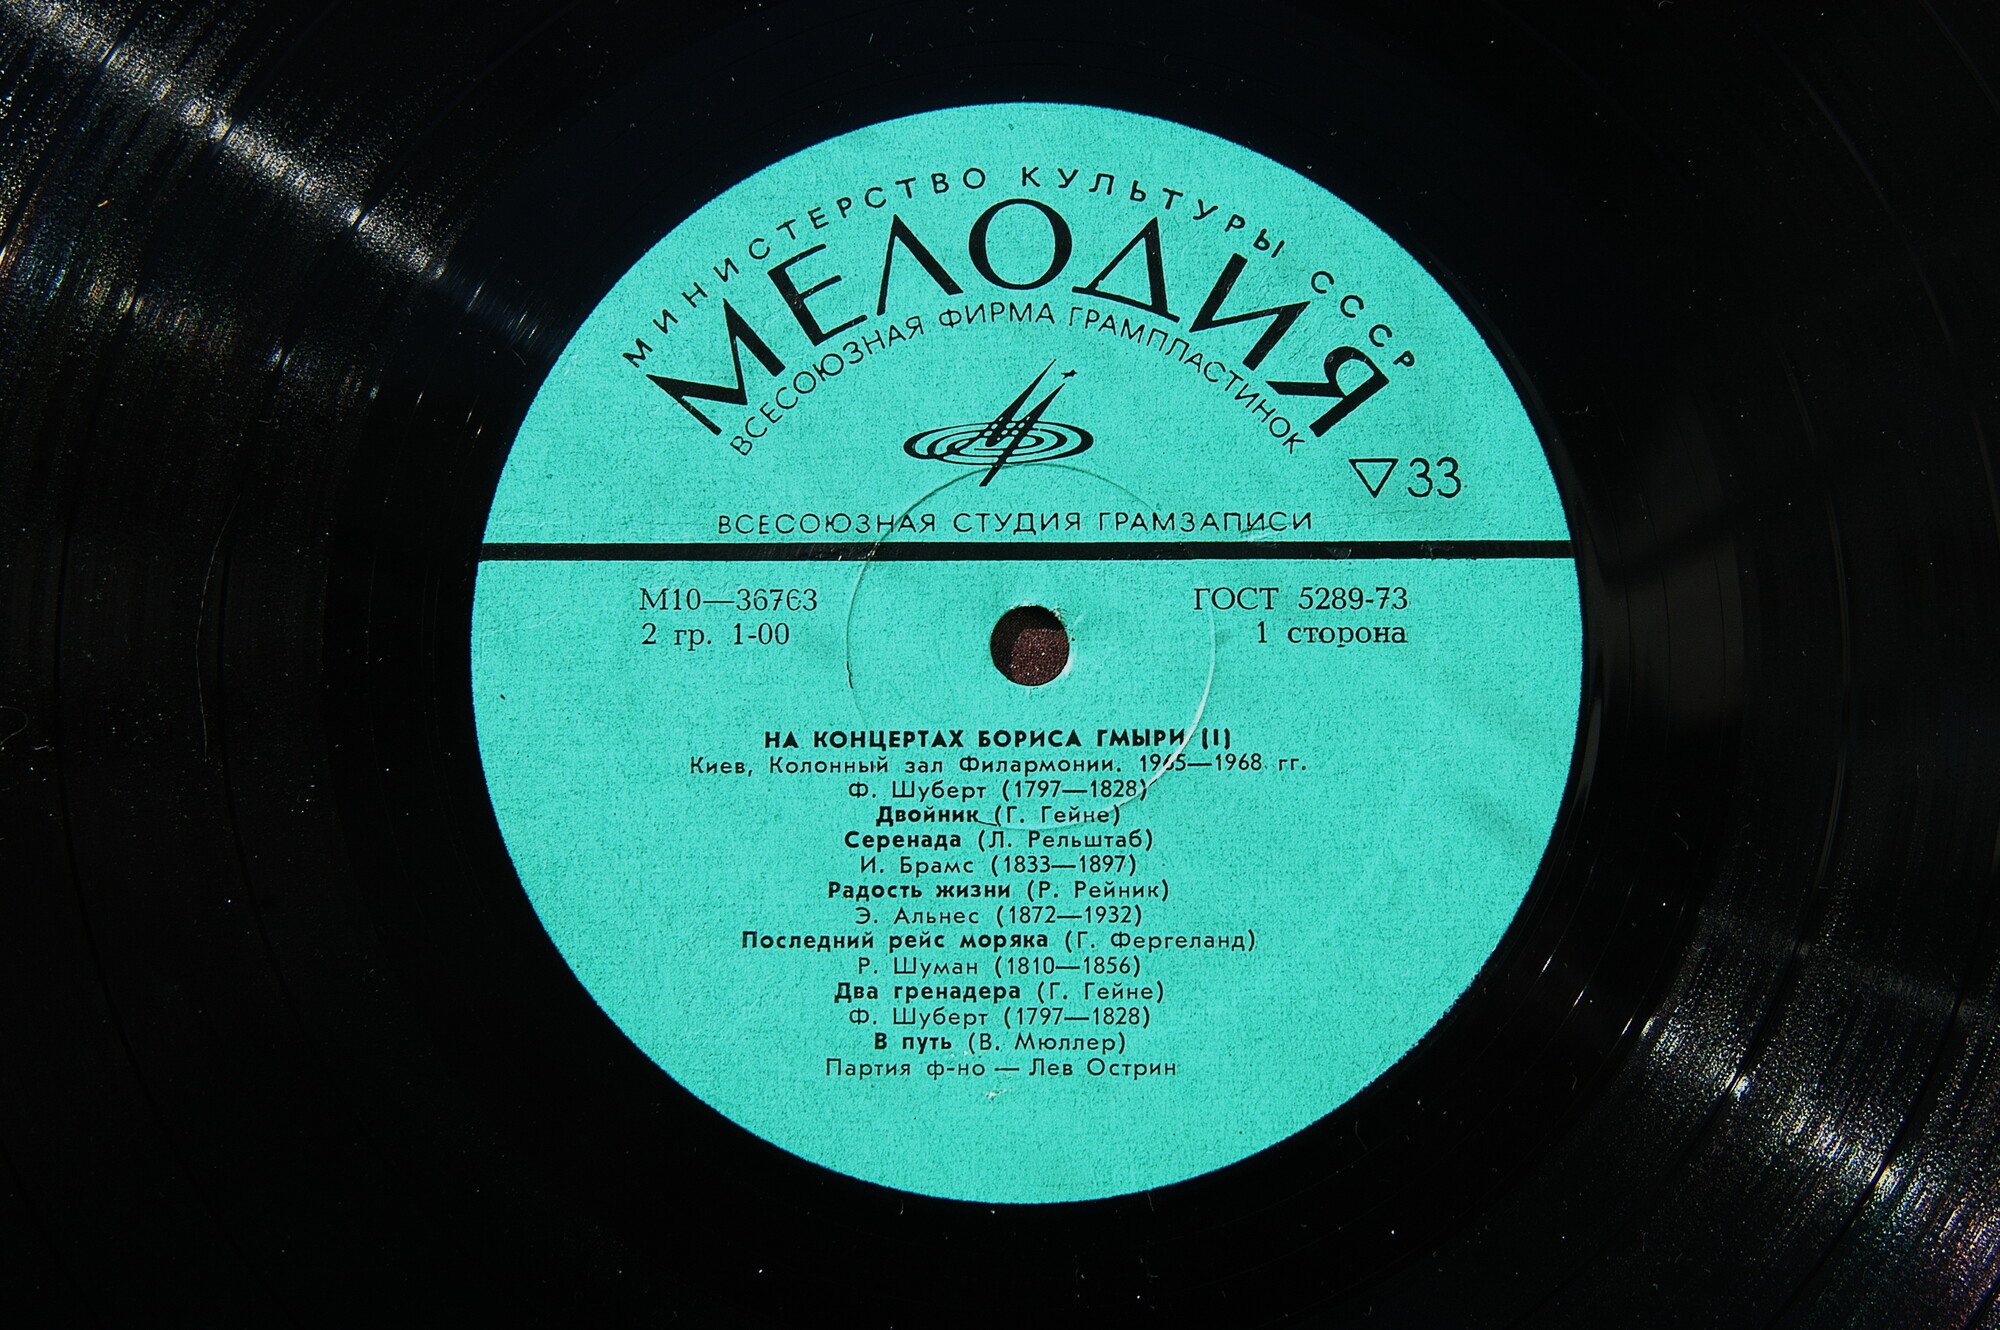 МИНИСТЕРСТВО КУЛЬТУРЫ СССР
МЕЛОДИЯ
ВСЕСОЮЗНАЯ ФИРМА ГРАМПЛАСТИНОК
33
ВСЕСОЮЗНАЯ СТУДИЯ ГРАМЗАПИСИ
М10—36763 ГОСТ 5289-73
2 гр. 1-00 1 сторона
НА КОНЦЕРТАХ БОРИСА ГМЫРИ (I)
Киев, Колонный зал Филармонии. 1965—1968 гг.
Ф. Шуберт (1797—1828)
Двойник (Г. Гейне)
Серенада (Л. Рельштаб)
И. Брамс (1833—1897)
Радость жизни (Р. Рейник)
Э. Альнес (1872—1932)
Последний рейс моряка (Г. Фергеланд)
Р. Шуман (1810—1856)
Два гренадера (Г. Гейне)
Ф. Шуберт (1797—1828)
В путь (В. Мюллер)
Партия ф-но — Лев Острин